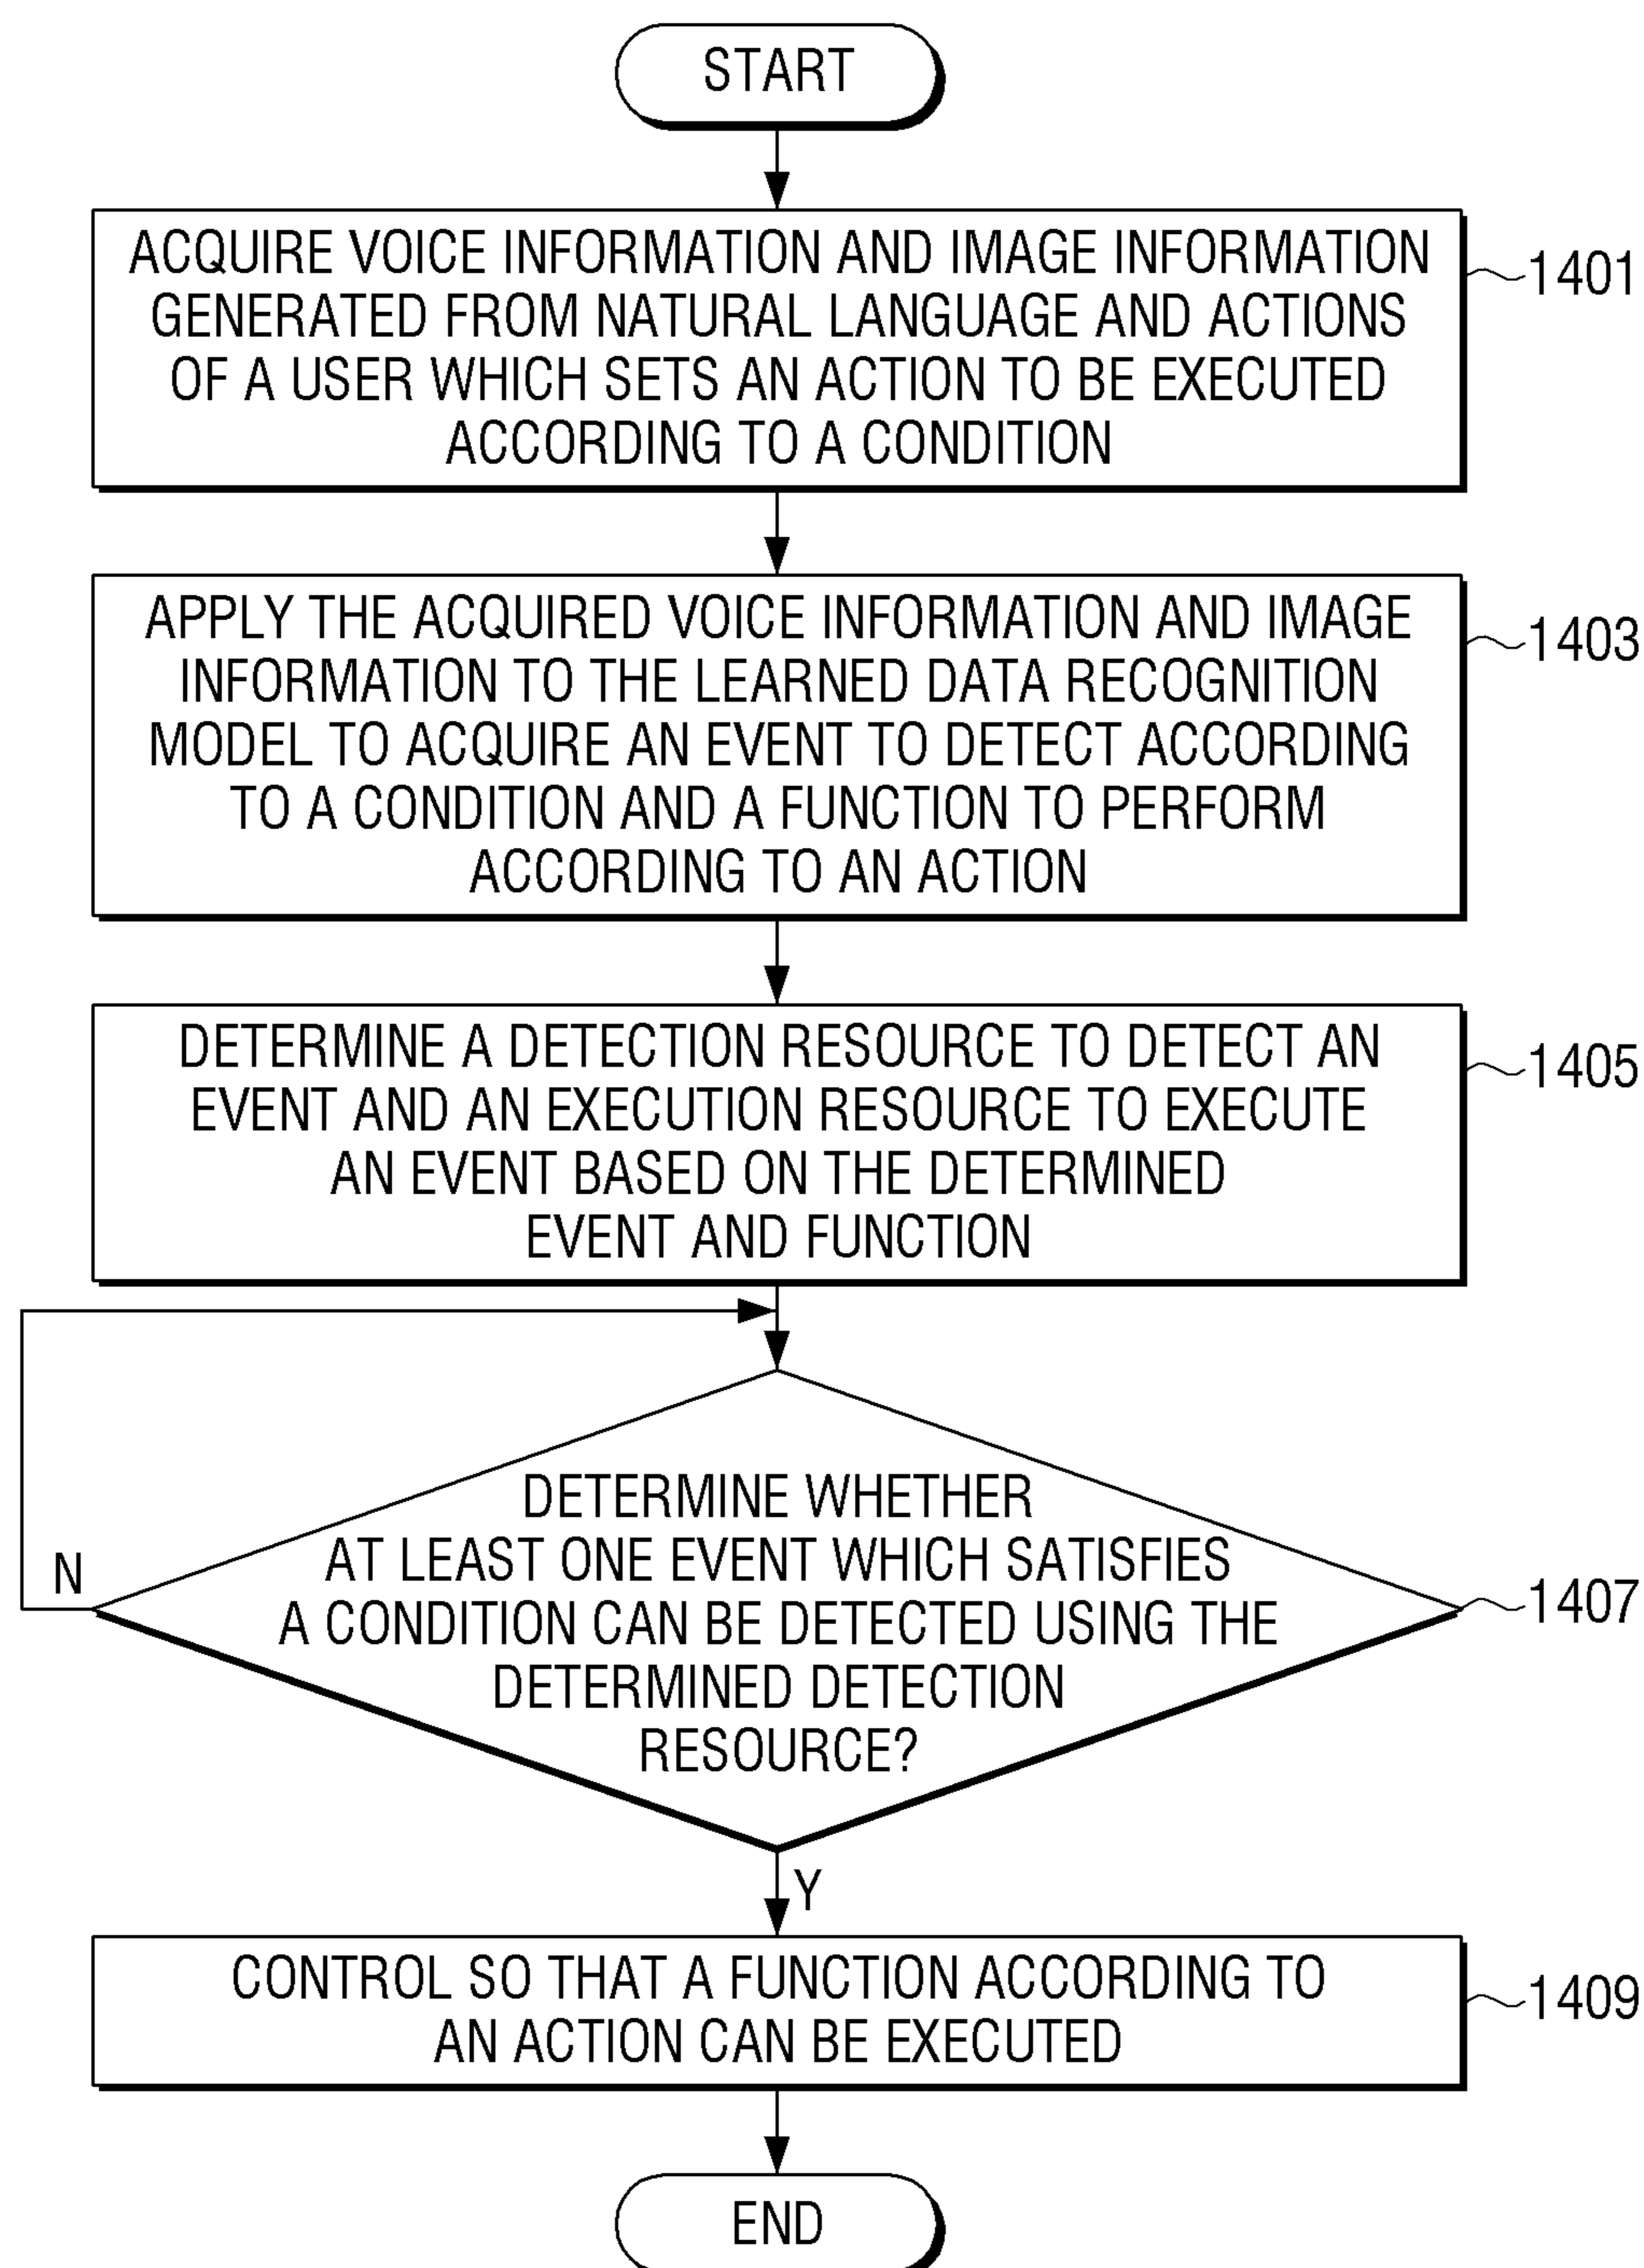 START
ACQUIRE VOICE INFORMATION AND IMAGE INFORMATION
GENERATED FROM NATURAL LANGUAGE AND ACTIONS
OF A USER WHICH SETS AN ACTION TO BE EXECUTED
ACCORDING TO A CONDITION
1401
APPLY THE ACQUIRED VOICE INFORMATION AND IMAGE
INFORMATION TO THE LEARNED DATA RECOGNITION
MODEL TO ACQUIRE AN EVENT TO DETECT ACCORDING
TO A CONDITION AND A FUNCTION TO PERFORM
ACCORDING TO AN ACTION
1403
DETERMINE A DETECTION RESOURCE TO DETECT AN
EVENT AND AN EXECUTION RESOURCE TO EXECUTE
AN EVENT BASED ON THE DETERMINED
EVENT AND FUNCTION
1405
DETERMINE WHETHER
AT LEAST ONE EVENT WHICH SATISFIES
A CONDITION CAN BE DETECTED USING THE
DETERMINED DETECTION
RESOURCE?
N
1407
Y
CONTROL SO THAT A FUNCTION ACCORDING TO
AN ACTION CAN BE EXECUTED
1409
END